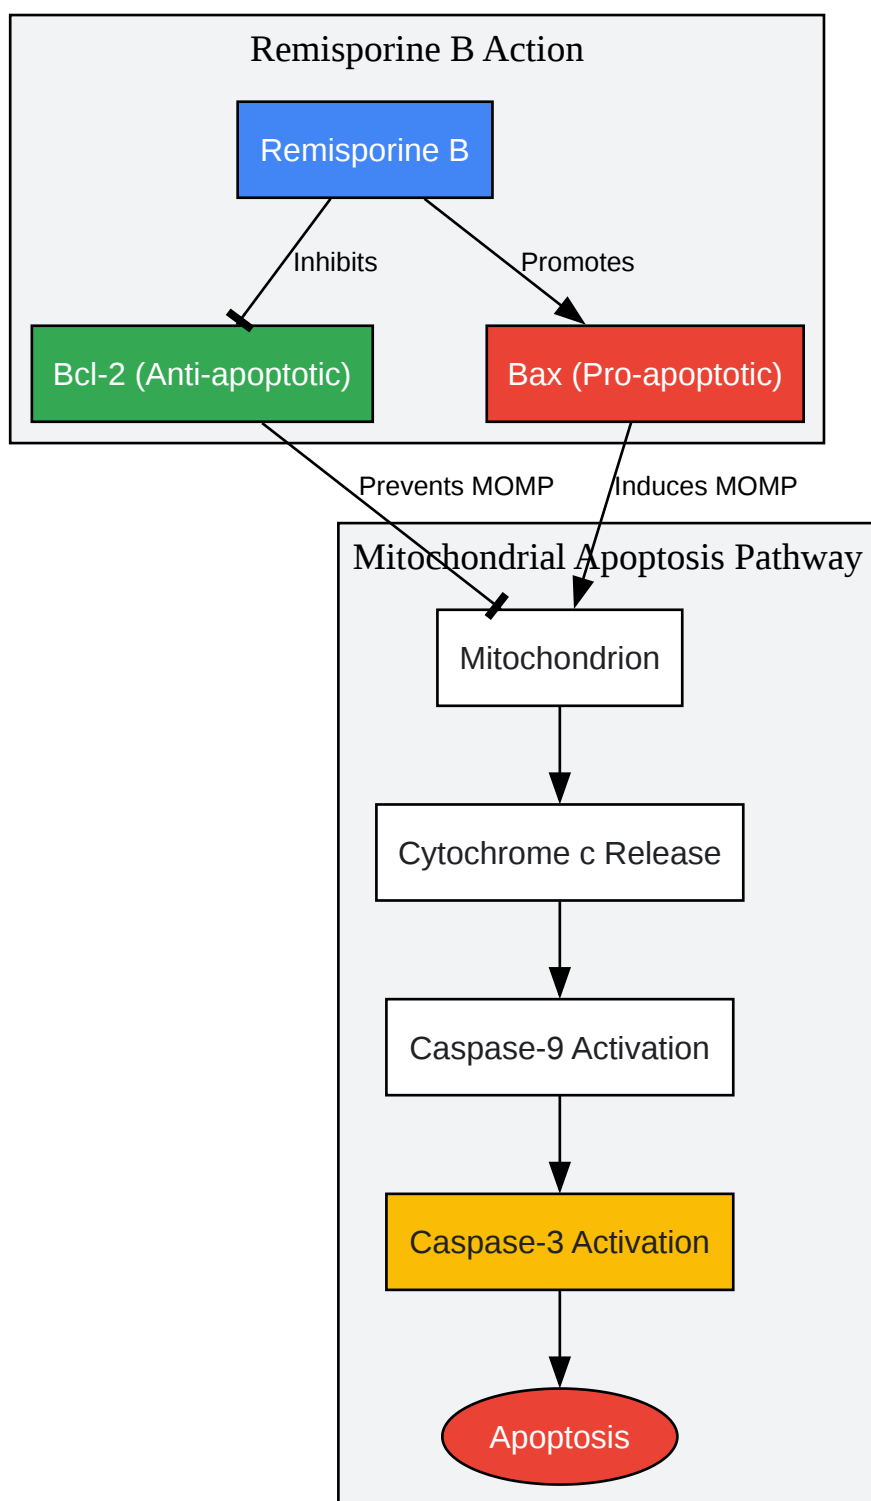 Remisporine B Action
Remisporine B
Inhibits
Promotes
Bcl-2 (Anti-apoptotic)
Bax (Pro-apoptotic)
Prevents MOMP
Induces MOMP
Mitochondrial Apoptosis Pathway
Mitochondrion
Cytochrome c Release
Caspase-9 Activation
Caspase-3 Activation
Apoptosis